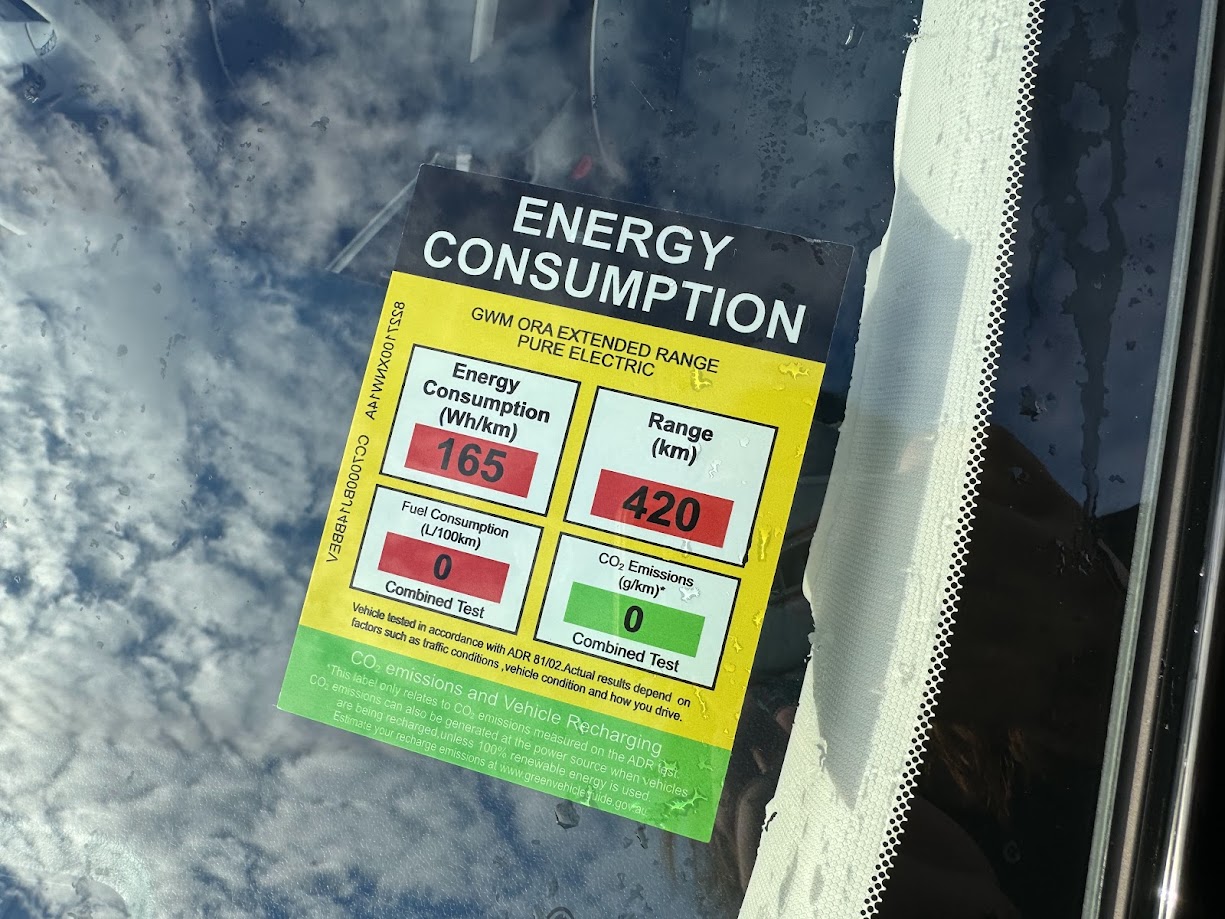 ENERGY
CONSUMPTION
GWM ORA EXTENDED RANGE
PURE ELECTRIC
Energy
Consumption
(Wh/km)
165
Range
(km)
420
Fuel Consumption
(L/100km)
0
Combined Test
CO₂ Emissions
(g/km)*
0
Combined Test
Vehicle tested in accordance with ADR 81/02.Actual results depend on
factors such as traffic conditions ,vehicle condition and how you drive.
CO₂ emissions and Vehicle Recharging
*This label only relates to CO₂ emissions measured on the ADR test.
CO₂ emissions can also be generated at the power source when vehicles
are being recharged,unless 100% renewable energy is used.
Estimate your recharge emissions at www.greenvehicleguide.gov.au
8227100XNW14A CC7000BJ14BBEV